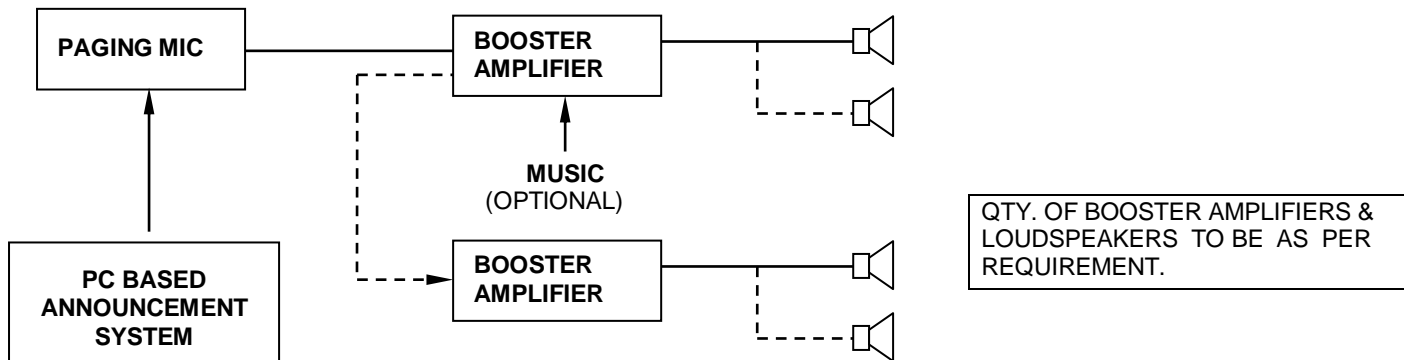 PAGING MIC
BOOSTER
AMPLIFIER
MUSIC
(OPTIONAL)
PC BASED
ANNOUNCEMENT
SYSTEM
BOOSTER
AMPLIFIER
QTY. OF BOOSTER AMPLIFIERS &
LOUDSPEAKERS TO BE AS PER
REQUIREMENT.